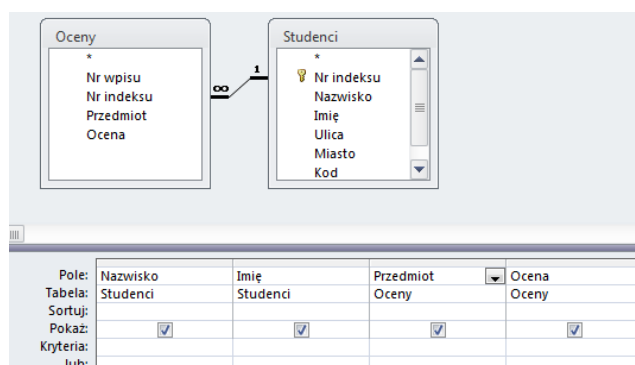 Oceny
*
Nr wpisu
Nr indeksu
Przedmiot
Ocena
∞ 1
Studenci
*
Nr indeksu
Nazwisko
Imię
Ulica
Miasto
Kod
Pole: Nazwisko Imię Przedmiot Ocena
Tabela: Studenci Studenci Oceny Oceny
Sortuj:
Pokaż:
Kryteria:
lub: